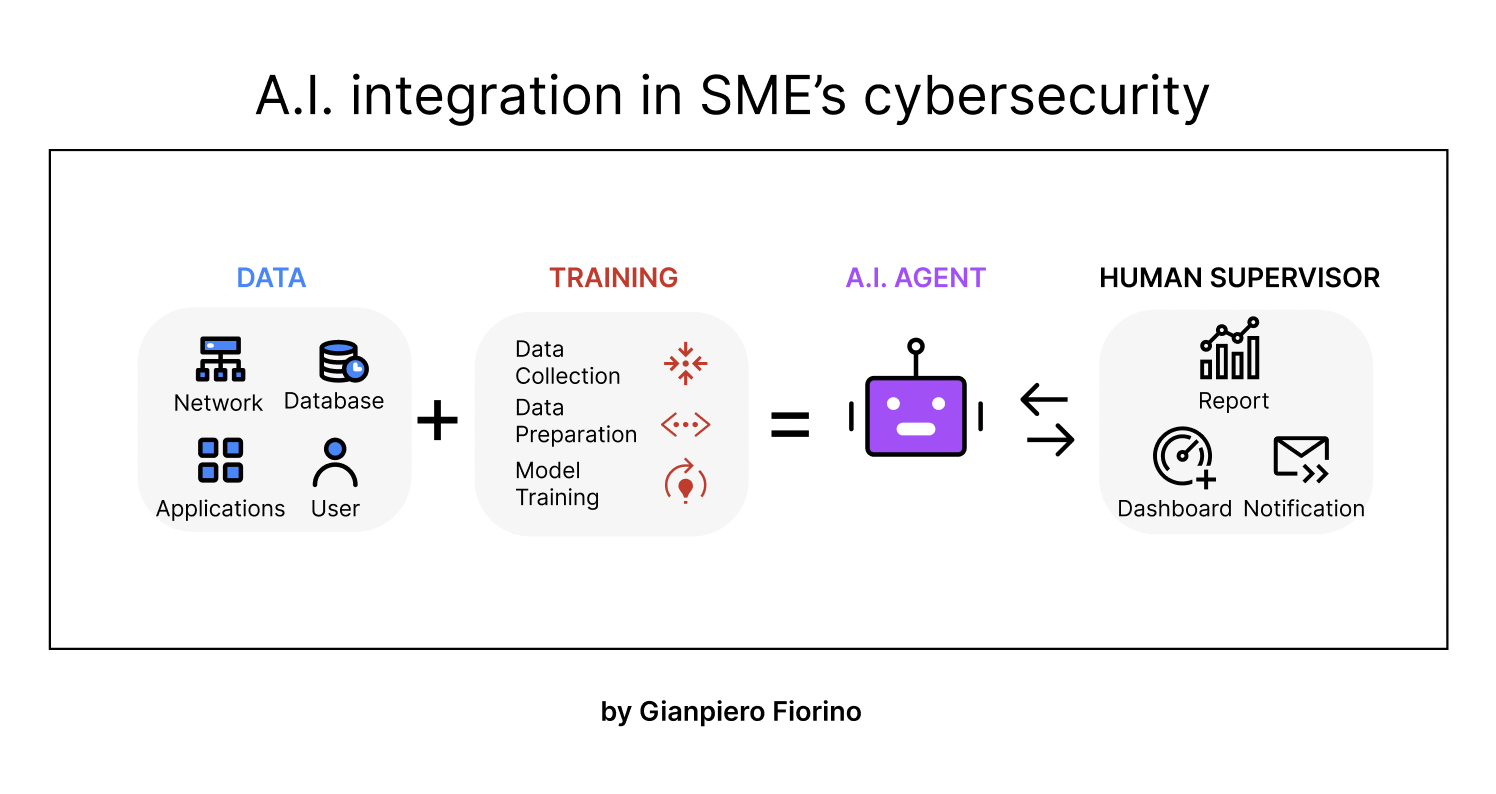 A.I. integration in SME’s cybersecurity
DATA
Network
Database
Applications
User
+
TRAINING
Data
Collection
Data
Preparation
Model
Training
=
A.I. AGENT
HUMAN SUPERVISOR
Report
Dashboard
Notification
by Gianpiero Fiorino